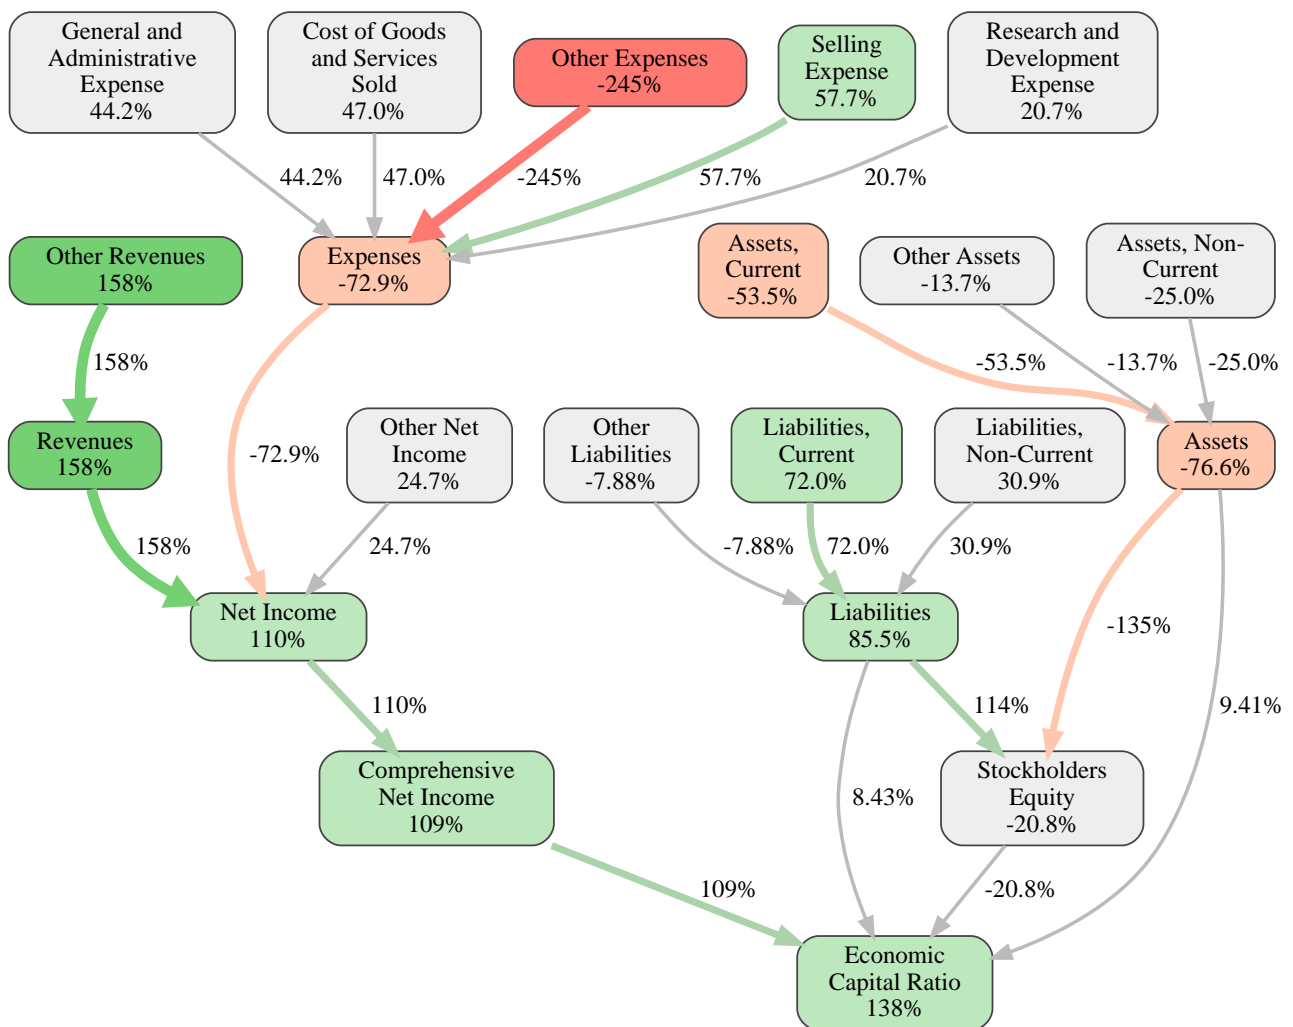 General and
Administrative
Expense
44.2%
Cost of Goods
and Services
Sold
47.0%
Other Expenses
-245%
Selling
Expense
57.7%
Research and
Development
Expense
20.7%
44.2%
47.0%
-245%
57.7%
20.7%
Other Revenues
158%
Expenses
-72.9%
Assets,
Current
-53.5%
Other Assets
-13.7%
Assets, Non-
Current
-25.0%
158%
-53.5%
-13.7%
-25.0%
Revenues
158%
-72.9%
Other Net
Income
24.7%
Other
Liabilities
-7.88%
Liabilities,
Current
72.0%
Liabilities,
Non-Current
30.9%
Assets
-76.6%
158%
24.7%
-7.88%
72.0%
30.9%
Net Income
110%
Liabilities
85.5%
-135%
110%
114%
9.41%
Comprehensive
Net Income
109%
8.43%
Stockholders
Equity
-20.8%
109%
-20.8%
Economic
Capital Ratio
138%